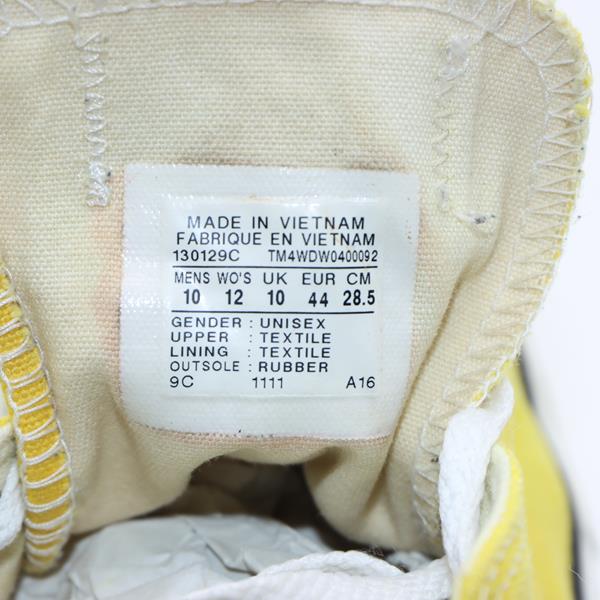 MADE IN VIETNAM
FABRIQUE EN VIETNAM
130129C TM4WDW0400092
MENS WO'S UK EUR CM
10 12 10 44 28.5
GENDER : UNISEX
UPPER : TEXTILE
LINING : TEXTILE
OUTSOLE : RUBBER
9C 1111 A16